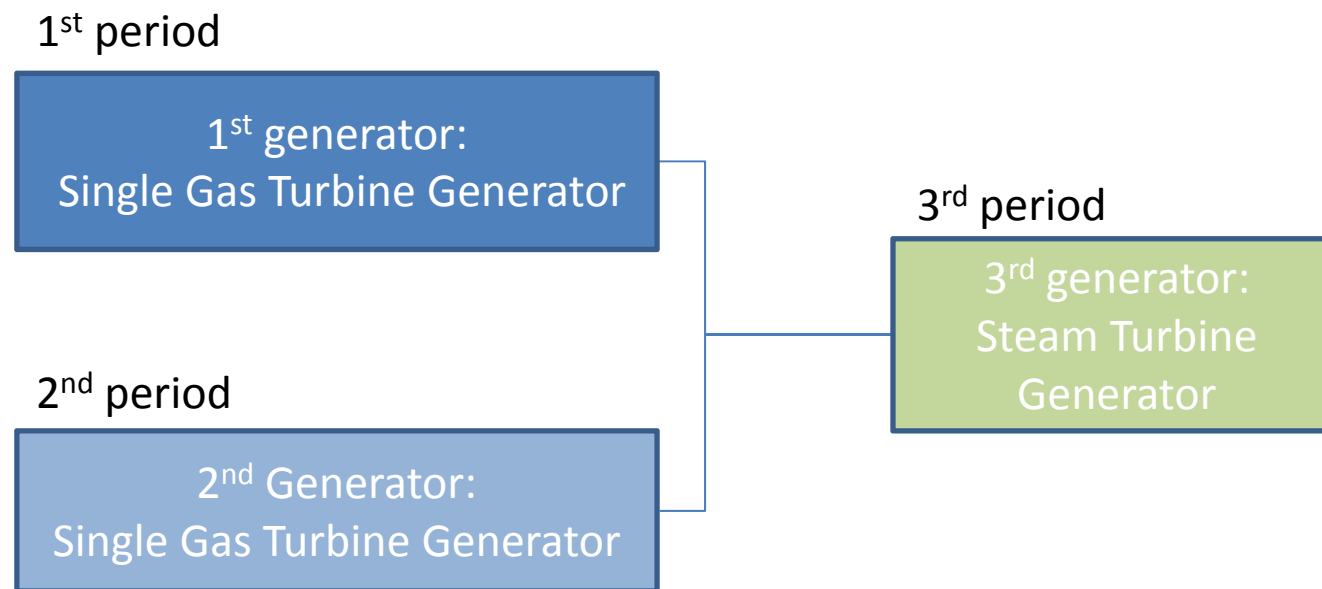 1st period
1st generator:
Single Gas Turbine Generator
2nd period
2nd Generator:
Single Gas Turbine Generator
3rd period
3rd generator:
Steam Turbine
Generator